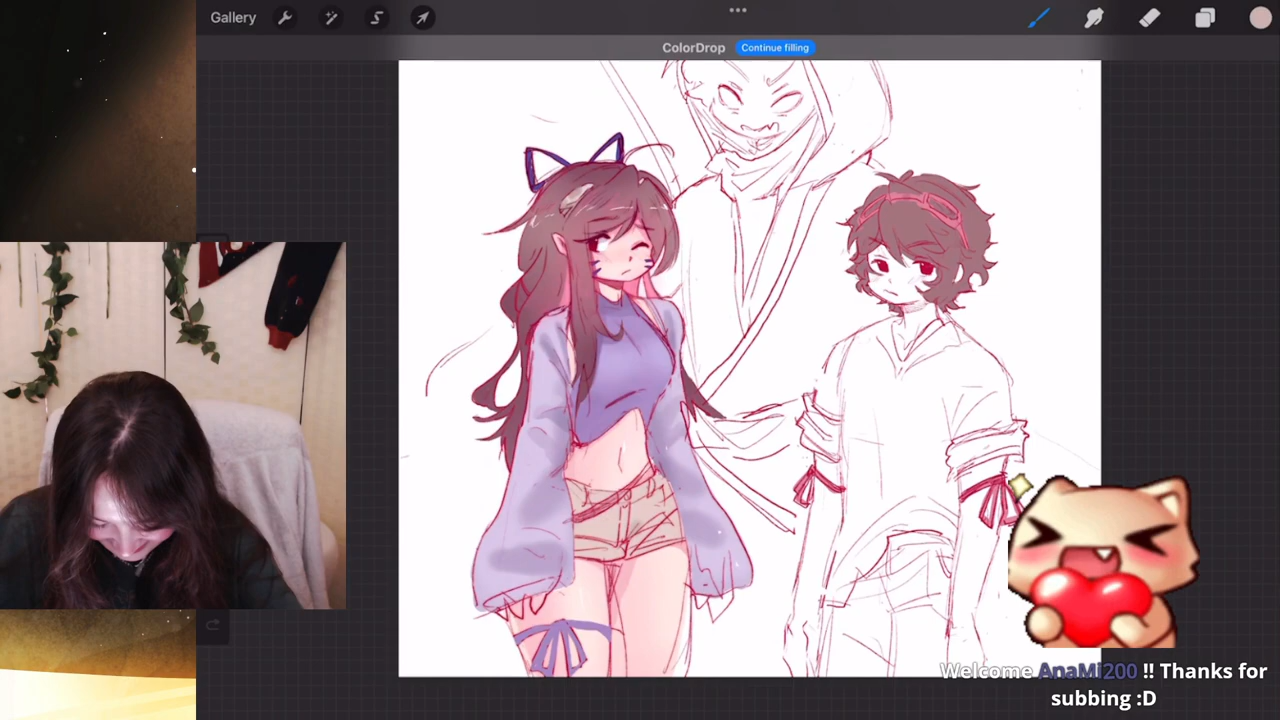 Gallery
ColorDrop Continue filling
Welcome AnaMi200 !! Thanks for
subbing :D